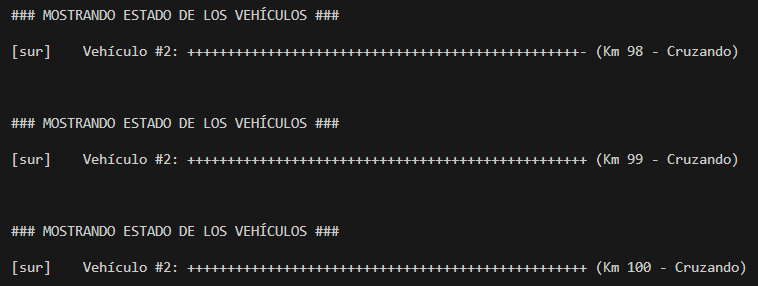 ### MOSTRANDO ESTADO DE LOS VEHÍCULOS ###
[sur]    Vehículo #2: +++++++++++++++++++++++++++++++++++++++++++++++++- (Km 98 - Cruzando)
### MOSTRANDO ESTADO DE LOS VEHÍCULOS ###
[sur]    Vehículo #2: ++++++++++++++++++++++++++++++++++++++++++++++++++ (Km 99 - Cruzando)
### MOSTRANDO ESTADO DE LOS VEHÍCULOS ###
[sur]    Vehículo #2: ++++++++++++++++++++++++++++++++++++++++++++++++++ (Km 100 - Cruzando)